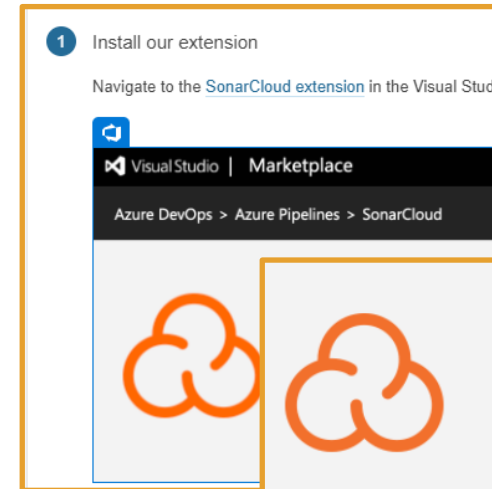 1 Install our extension
Navigate to the SonarCloud extension in the Visual
Visual Studio | Marketplace
Azure DevOps > Azure Pipelines > SonarCloud